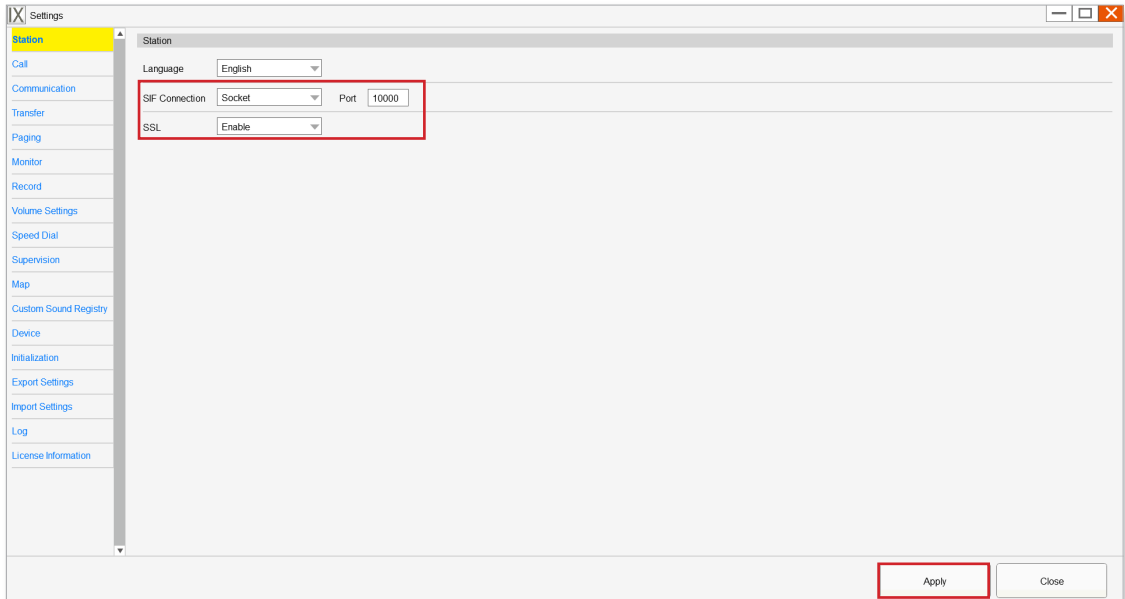 IX Settings
Station
Call
Communication
Transfer
Paging
Monitor
Record
Volume Settings
Speed Dial
Supervision
Map
Custom Sound Registry
Device
Initialization
Export Settings
Import Settings
Log
License Information
Station
Language English
SIF Connection Socket Port 10000
SSL Enable
Apply Close